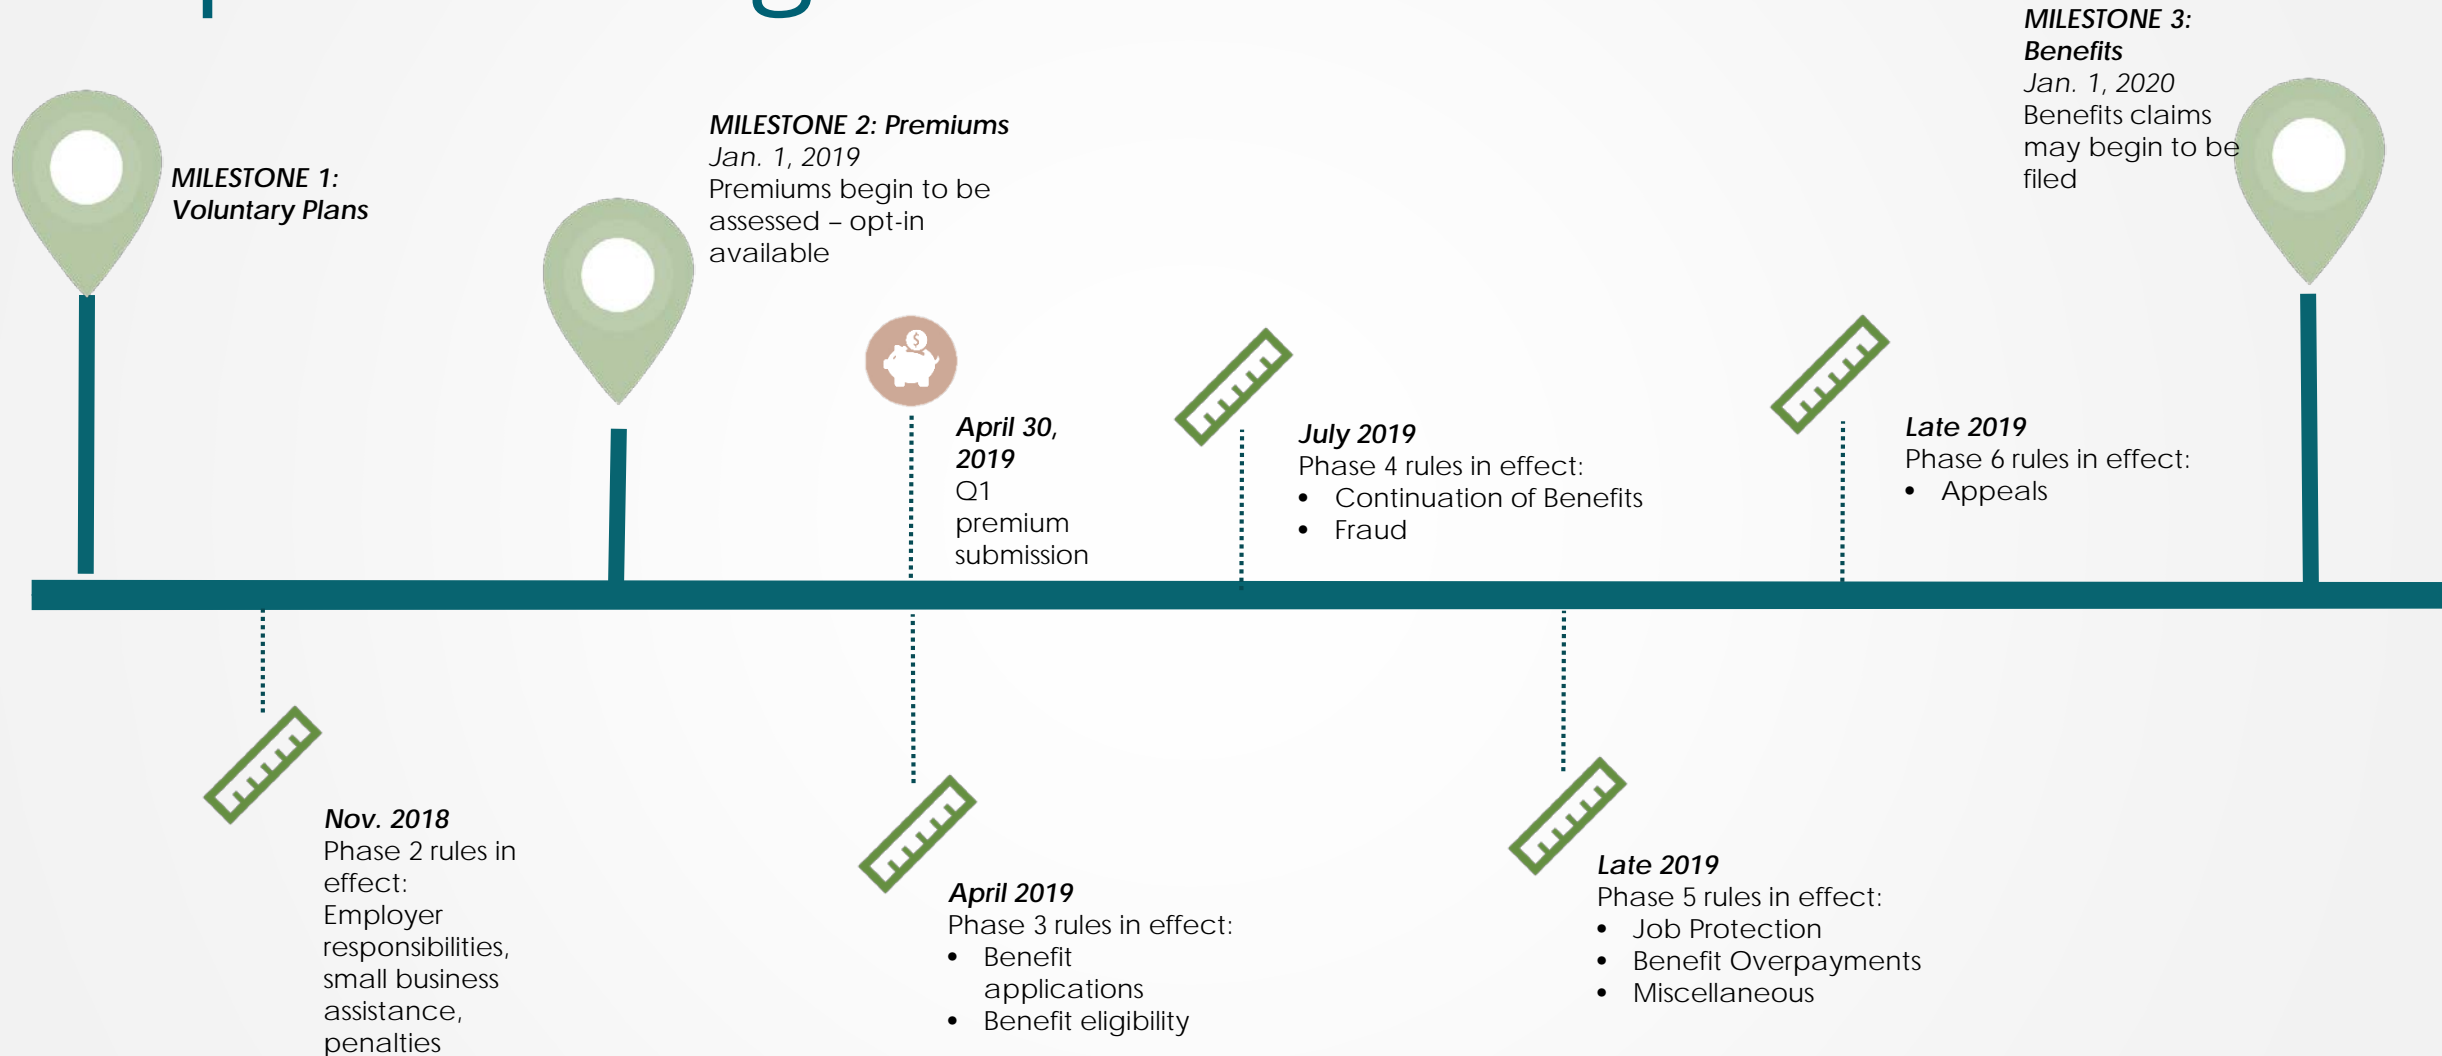 MILESTONE 1:
Voluntary Plans
MILESTONE 2: Premiums
Jan. 1, 2019
Premiums begin to be
assessed – opt-in
available
MILESTONE 3:
Benefits
Jan. 1, 2020
Benefits claims
may begin to be
filed
$
April 30,
2019
Q1
premium
submission
July 2019
Phase 4 rules in effect:
• Continuation of Benefits
• Fraud
Late 2019
Phase 6 rules in effect:
• Appeals
Nov. 2018
Phase 2 rules in
effect:
Employer
responsibilities,
small business
assistance,
penalties
April 2019
Phase 3 rules in effect:
• Benefit
applications
• Benefit eligibility
Late 2019
Phase 5 rules in effect:
• Job Protection
• Benefit Overpayments
• Miscellaneous